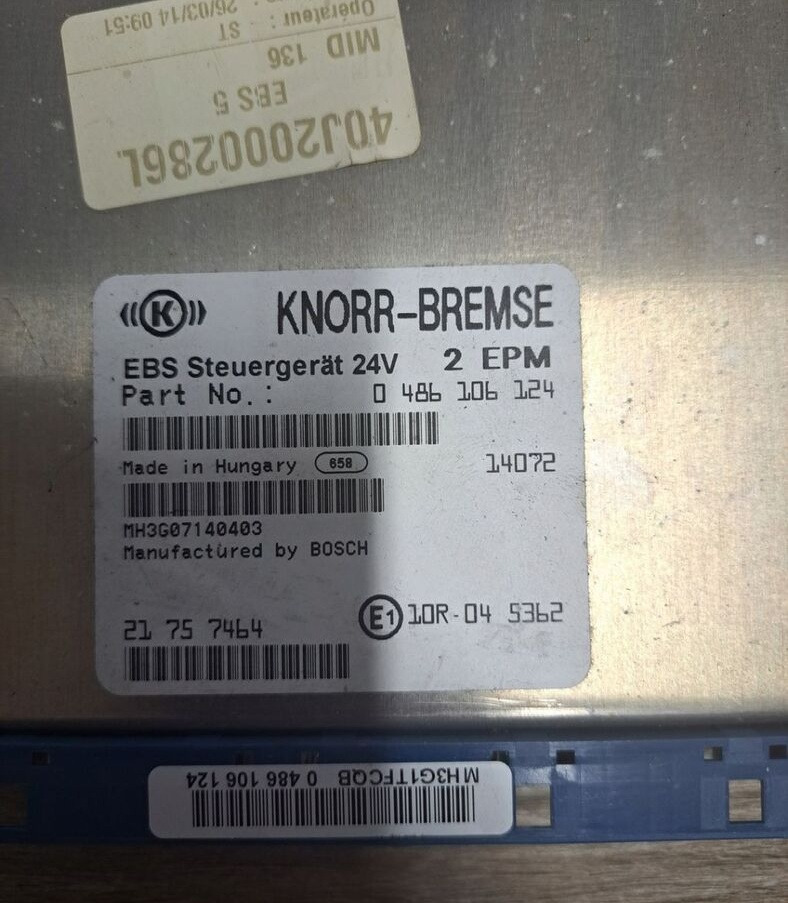 26/03/14 09:51
Opérateur : ST
MID 136
EBS 5
40J2000286L
K
KNORR-BREMSE
EBS Steuergerät 24V 2 EPM
Part No.: 0 486 106 124
Made in Hungary 658 14072
MH3G07140403
Manufactured by BOSCH
21 75 7464
E1 10R-04 5362
MH3G1TFCQB 0 486 106 124